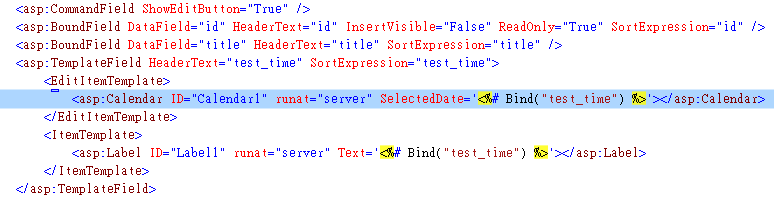 <asp:CommandField ShowEditButton="True" />
<asp:BoundField DataField="id" HeaderText="id" InsertVisible="False" ReadOnly="True" SortExpression="id" />
<asp:BoundField DataField="title" HeaderText="title" SortExpression="title" />
<asp:TemplateField HeaderText="test_time" SortExpression="test_time">
<EditItemTemplate>
<asp:Calendar ID="Calendar1" runat="server" SelectedDate='<%# Bind("test_time") %>'></asp:Calendar>
</EditItemTemplate>
<ItemTemplate>
<asp:Label ID="Label1" runat="server" Text='<%# Bind("test_time") %>'></asp:Label>
</ItemTemplate>
</asp:TemplateField>